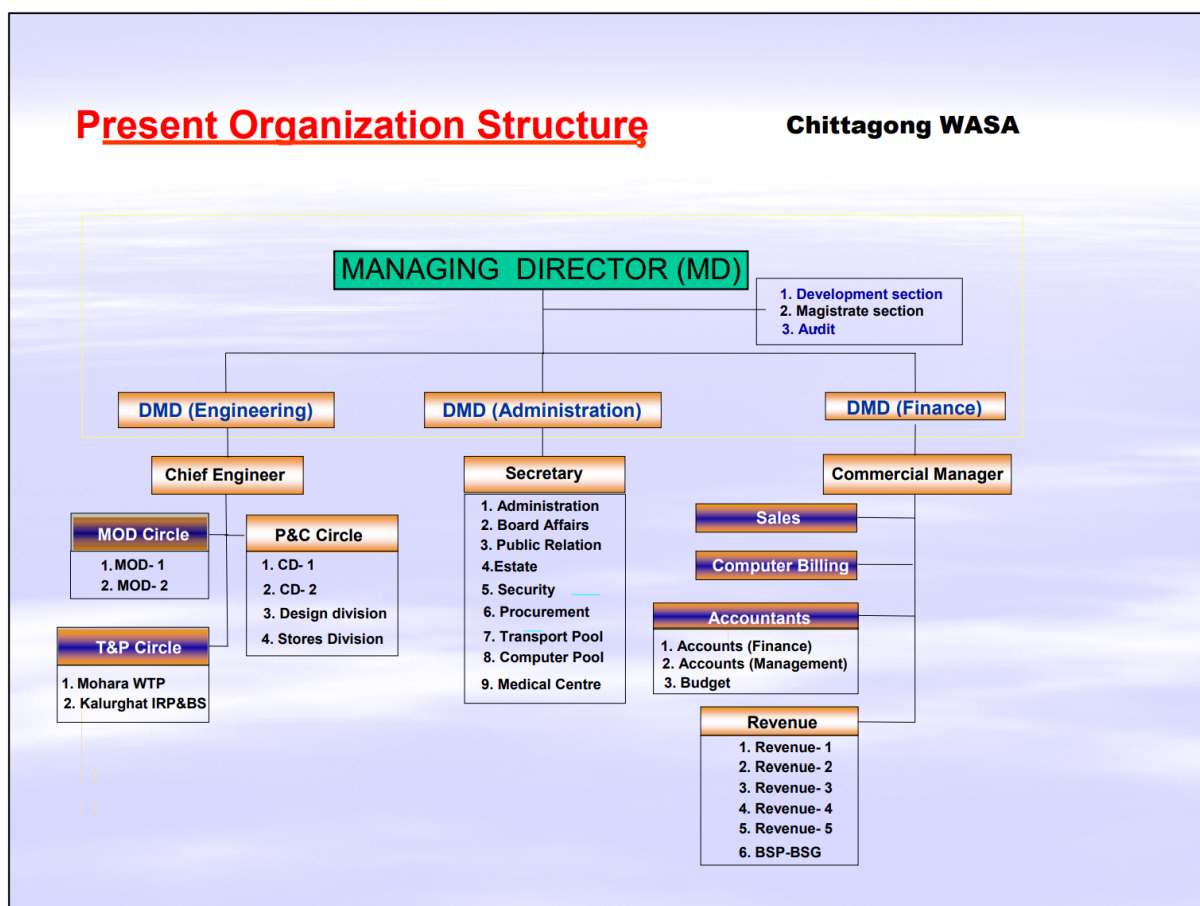 Present Organization Structure
Chittagong WASA
MANAGING DIRECTOR (MD)
1. Development section
2. Magistrate section
3. Audit
DMD (Engineering)
DMD (Administration)
DMD (Finance)
Chief Engineer
MOD Circle
1.MOD- 1
2. MOD- 2
P&C Circle
1. CD- 1
2. CD- 2
3. Design division
4. Stores Division
T&P Circle
1. Mohara WTP
2. Kalurghat IRP&BS
Secretary
1. Administration
2. Board Affairs
3. Public Relation
4.Estate
5. Security
6. Procurement
7. Transport Pool
8. Computer Pool
9. Medical Centre
Commercial Manager
Sales
Computer Billing
Accountants
1. Accounts (Finance)
2. Accounts (Management)
3. Budget
Revenue
1. Revenue- 1
2. Revenue- 2
3. Revenue- 3
4. Revenue- 4
5. Revenue- 5
6. BSP-BSG